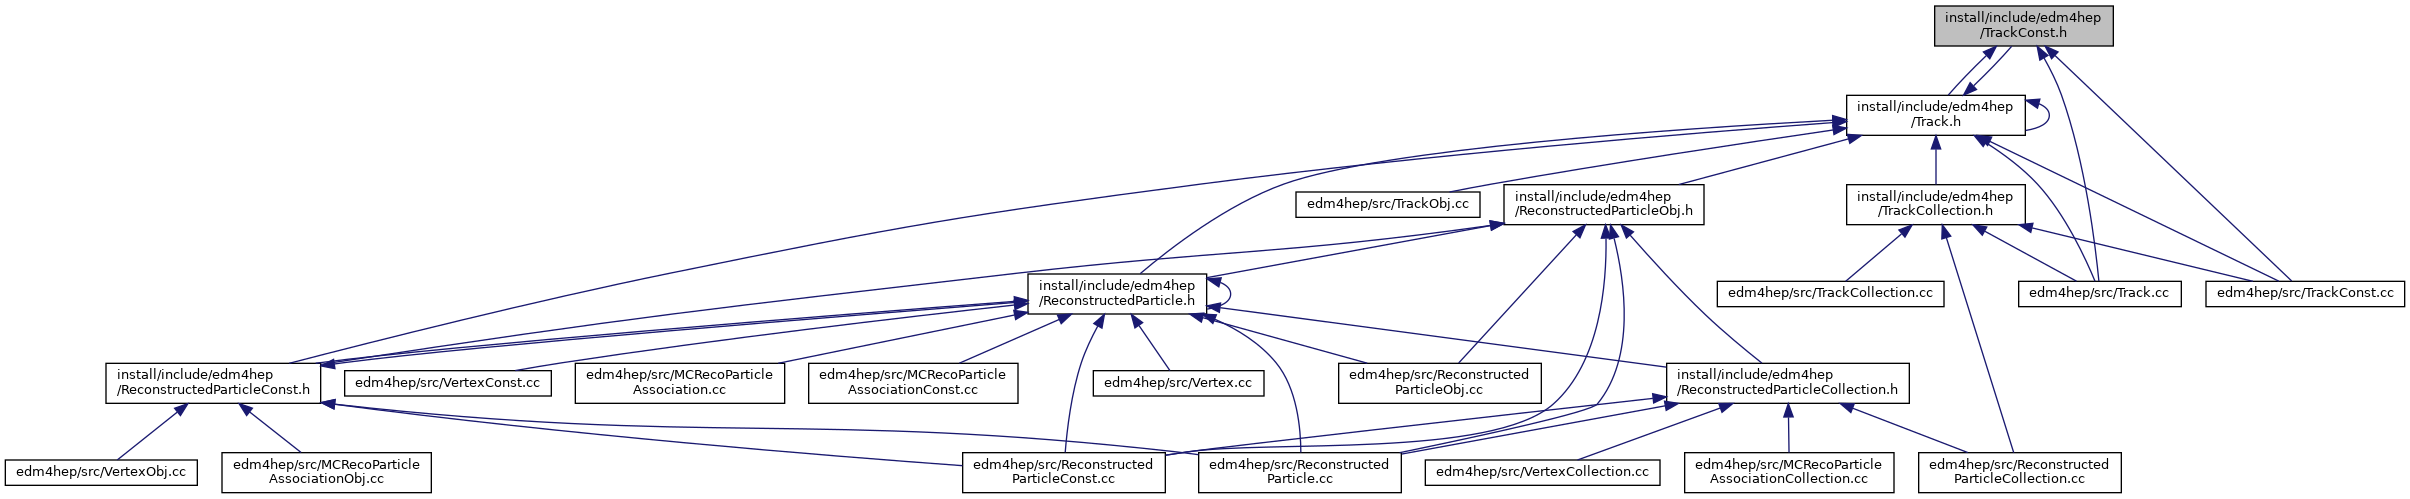 install/include/edm4hep
/TrackConst.h
install/include/edm4hep
/Track.h
edm4hep/src/TrackObj.cc
install/include/edm4hep
/ReconstructedParticleObj.h
install/include/edm4hep
/TrackCollection.h
install/include/edm4hep
/ReconstructedParticle.h
edm4hep/src/TrackCollection.cc
edm4hep/src/Track.cc
edm4hep/src/TrackConst.cc
install/include/edm4hep
/ReconstructedParticleConst.h
edm4hep/src/VertexConst.cc
edm4hep/src/MCRecoParticle
Association.cc
edm4hep/src/MCRecoParticle
AssociationConst.cc
edm4hep/src/Vertex.cc
edm4hep/src/Reconstructed
ParticleObj.cc
install/include/edm4hep
/ReconstructedParticleCollection.h
edm4hep/src/VertexObj.cc
edm4hep/src/MCRecoParticle
AssociationObj.cc
edm4hep/src/Reconstructed
ParticleConst.cc
edm4hep/src/Reconstructed
Particle.cc
edm4hep/src/VertexCollection.cc
edm4hep/src/MCRecoParticle
AssociationCollection.cc
edm4hep/src/Reconstructed
ParticleCollection.cc